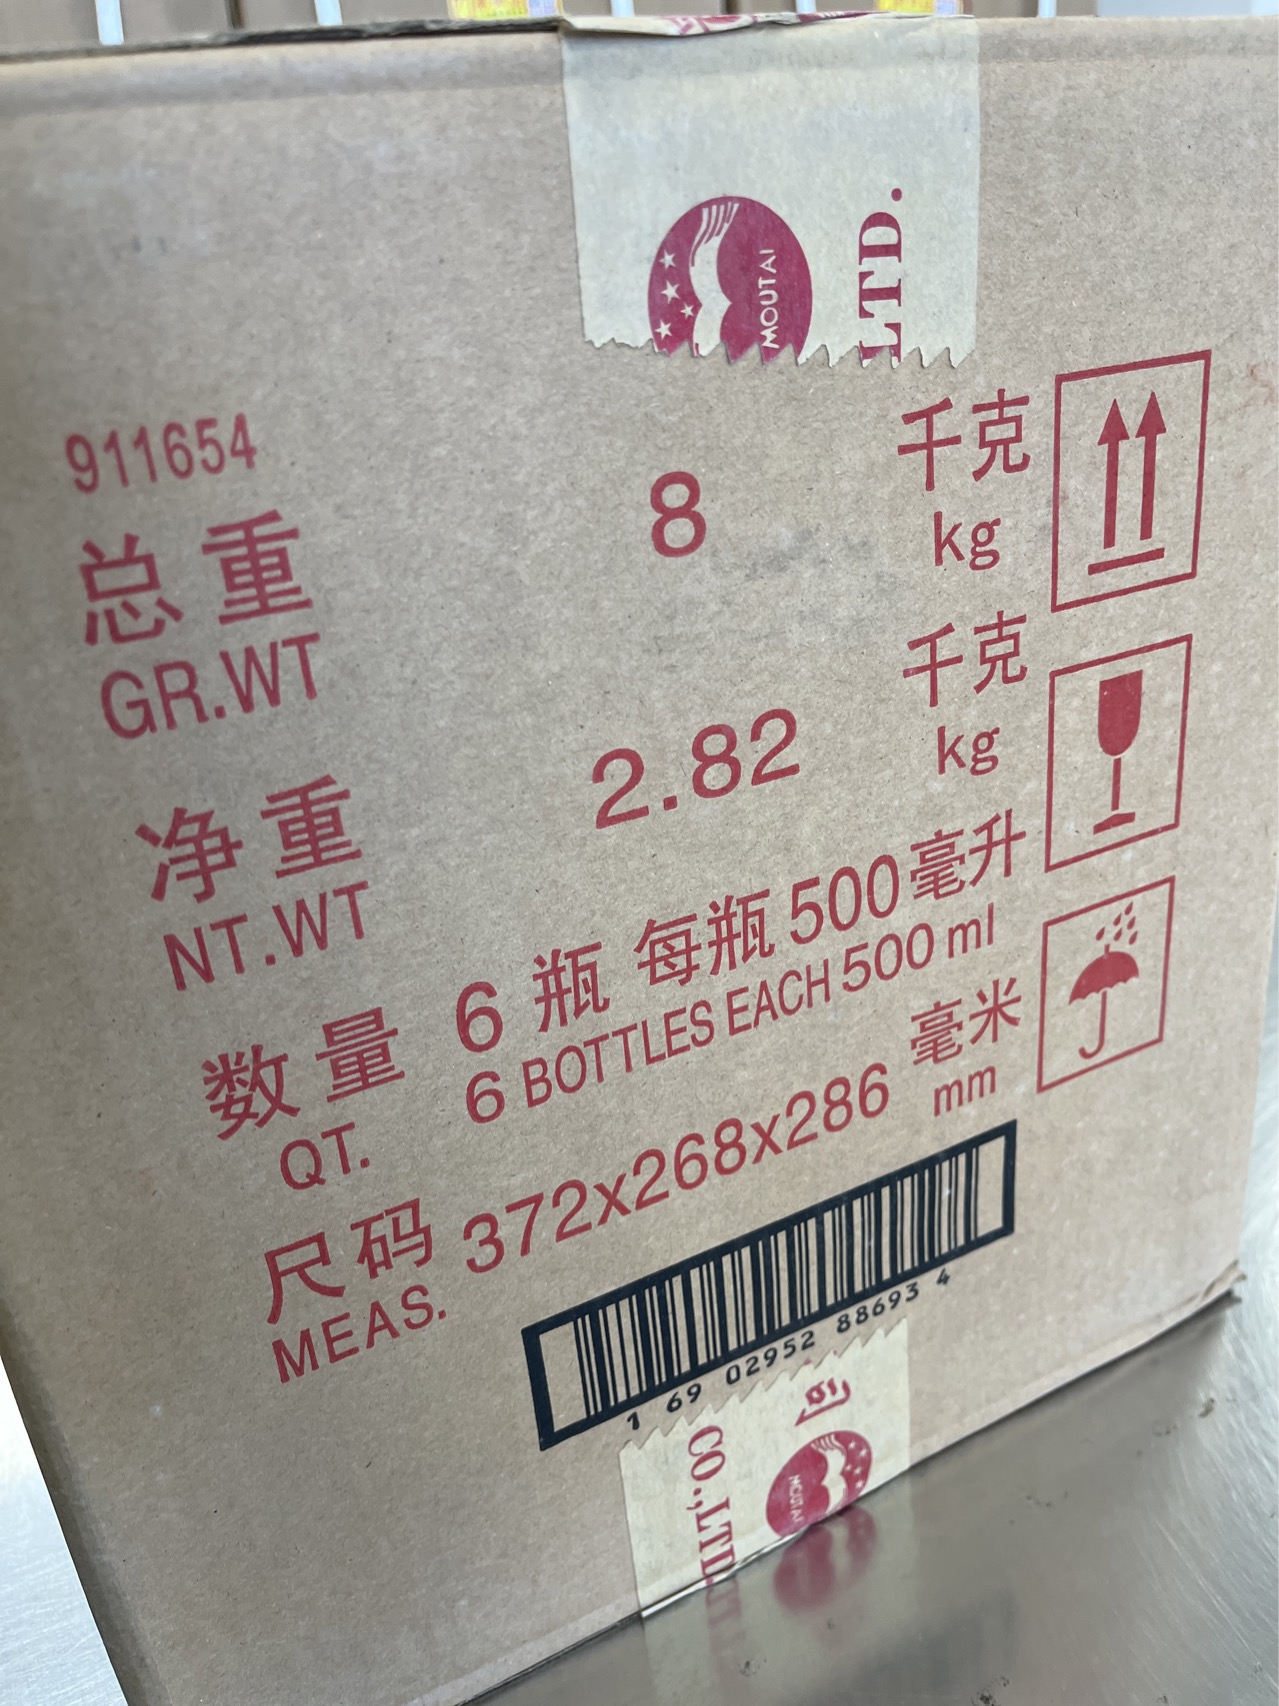 LTD.
MOUTAI
911654
总重 8 千克
GR.WT kg
净重 2.82 千克
NT.WT kg
数量 6 瓶 每瓶 500 毫升
QT. 6 BOTTLES EACH 500 ml
尺码 372x268x286 毫米
MEAS. mm
1 69 02952 88693 4
CO.,LTD
MOUTAI